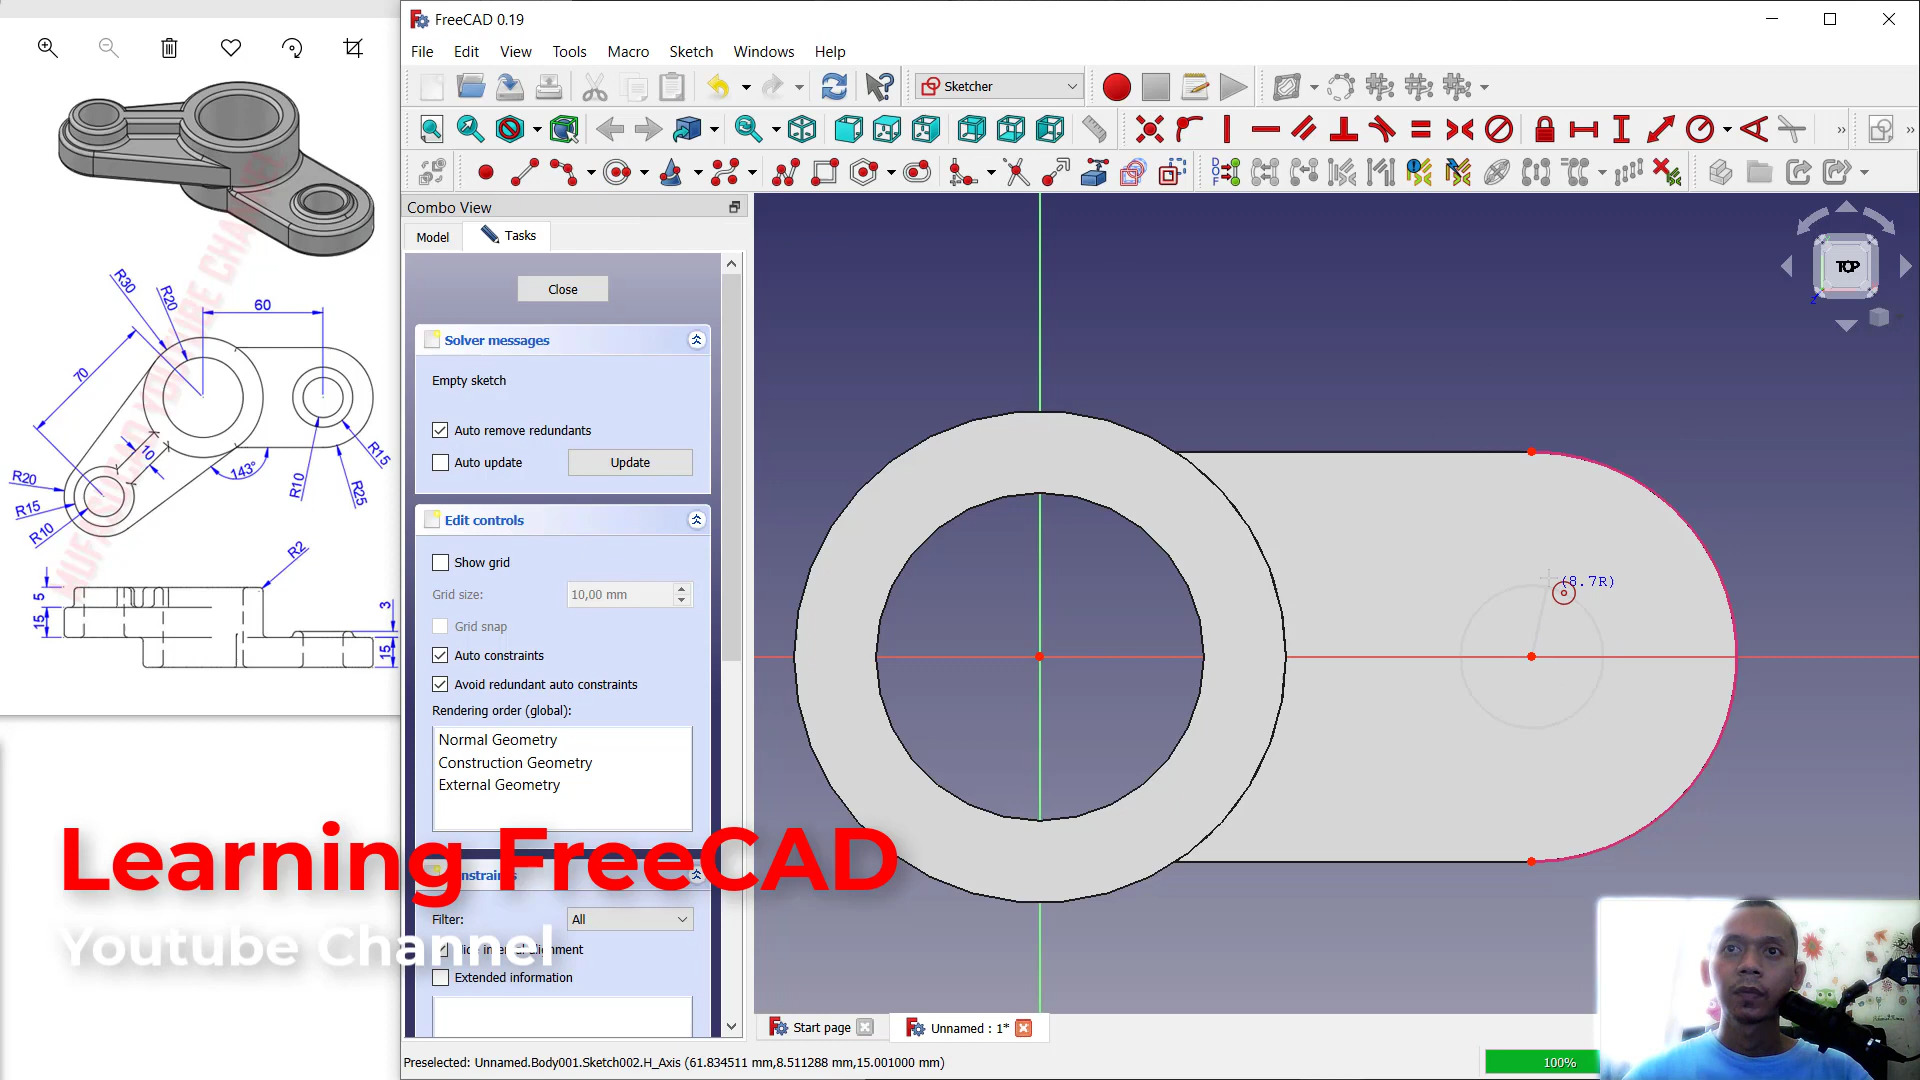 FreeCAD 0.19
File Edit View Tools Macro Sketch Windows Help
Sketcher
Combo View
Model Tasks
Close
Solver messages
Empty sketch
Auto remove redundants
Auto update Update
Edit controls
Show grid
Grid size: 10,00 mm
Grid snap
Auto constraints
Avoid redundant auto constraints
Rendering order (global):
Normal Geometry
Construction Geometry
External Geometry
Filter: All
Extended information
(8.7R)
TOP
Start page Unnamed : 1*
Preselected: Unnamed.Body001.Sketch002.H_Axis (61.834511 mm,8.511288 mm,15.001000 mm)
100%
R30
R20
60
70
10
143°
R10
R15
R25
R20
R15
R10
R2
5
15
3
15
MUFASUCAD YOUTUBE CHANNEL
Learning FreeCAD
Youtube Channel